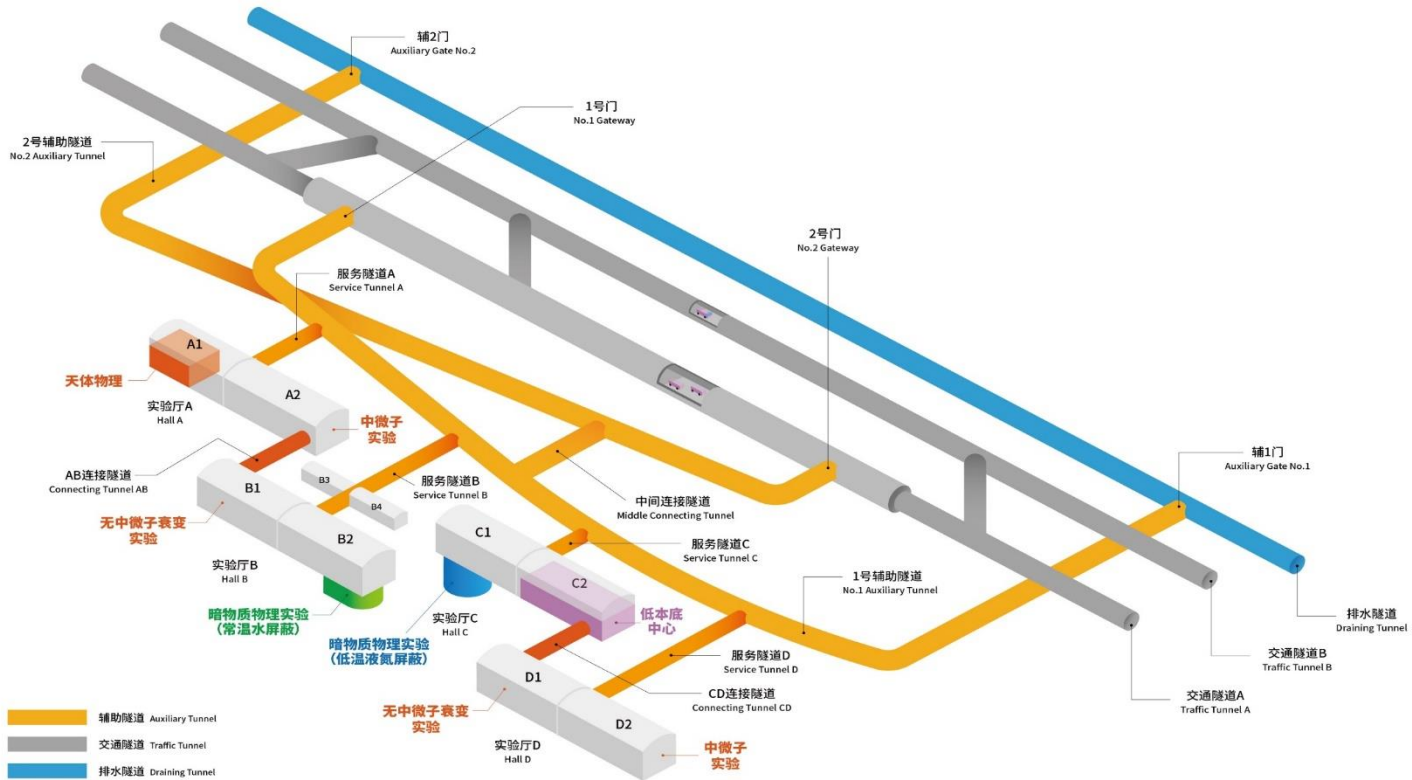 辅2门
Auxiliary Gate No.2
1号门
No.1 Gateway
2号辅助隧道
No.2 Auxiliary Tunnel
2号门
No.2 Gateway
服务隧道A
Service Tunnel A
A1
天体物理
A2
实验厅A
Hall A
中微子
实验
辅1门
Auxiliary Gate No.1
AB连接隧道
Connecting Tunnel AB
B3
B4
服务隧道B
Service Tunnel B
中间连接隧道
Middle Connecting Tunnel
B1
无中微子衰变
实验
B2
C1
服务隧道C
Service Tunnel C
实验厅B
Hall B
C2
1号辅助隧道
No.1 Auxiliary Tunnel
暗物质物理实验
（常温水屏蔽）
实验厅C
Hall C
低本底
中心
排水隧道
Draining Tunnel
暗物质物理实验
（低温液氮屏蔽）
服务隧道D
Service Tunnel D
交通隧道B
Traffic Tunnel B
D1
CD连接隧道
Connecting Tunnel CD
交通隧道A
Traffic Tunnel A
无中微子衰变
实验
D2
实验厅D
Hall D
中微子
实验
辅助隧道 Auxiliary Tunnel
交通隧道 Traffic Tunnel
排水隧道 Draining Tunnel